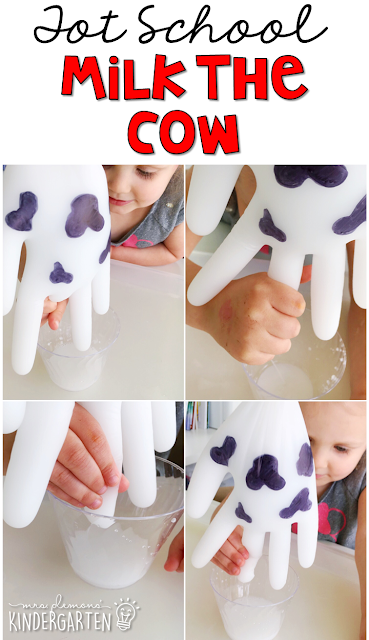 Tot School
MiLK THE
COW
mrs. plemons'
KINDERGARTEN